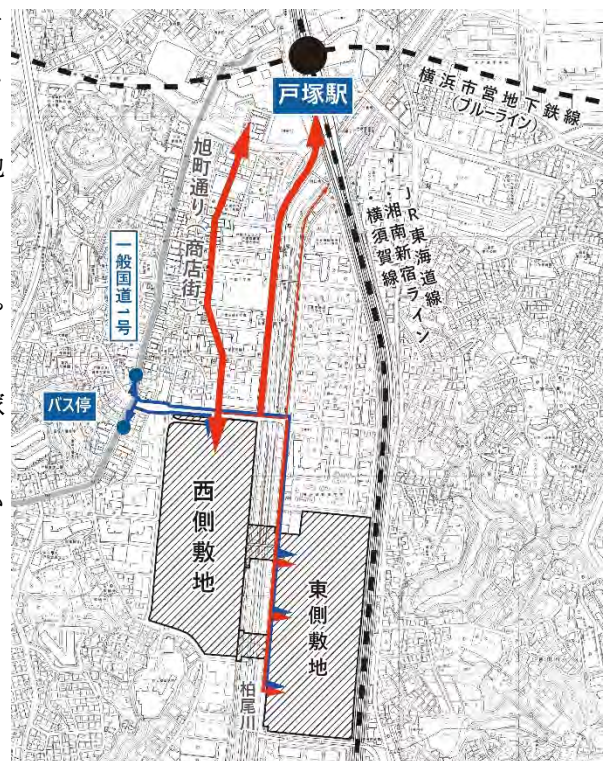 戸塚駅
横浜市営地下鉄線
(ブルーライン)
旭町通り(商店街)
JR東海道線
・湘南新宿ライン
・横須賀線
一般国道1号
バス停
西側敷地
東側敷地
柏尾川